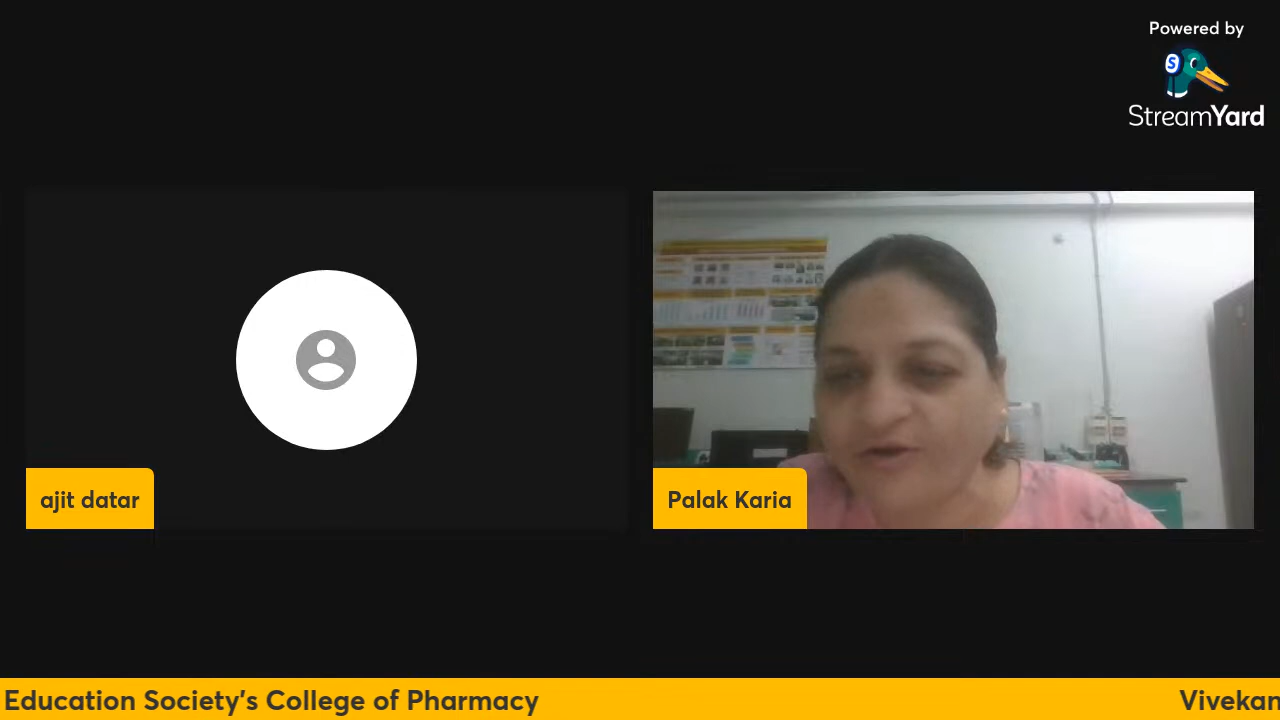 Powered by
S
StreamYard
ajit datar
Palak Karia
Education Society's College of Pharmacy
Vivekan